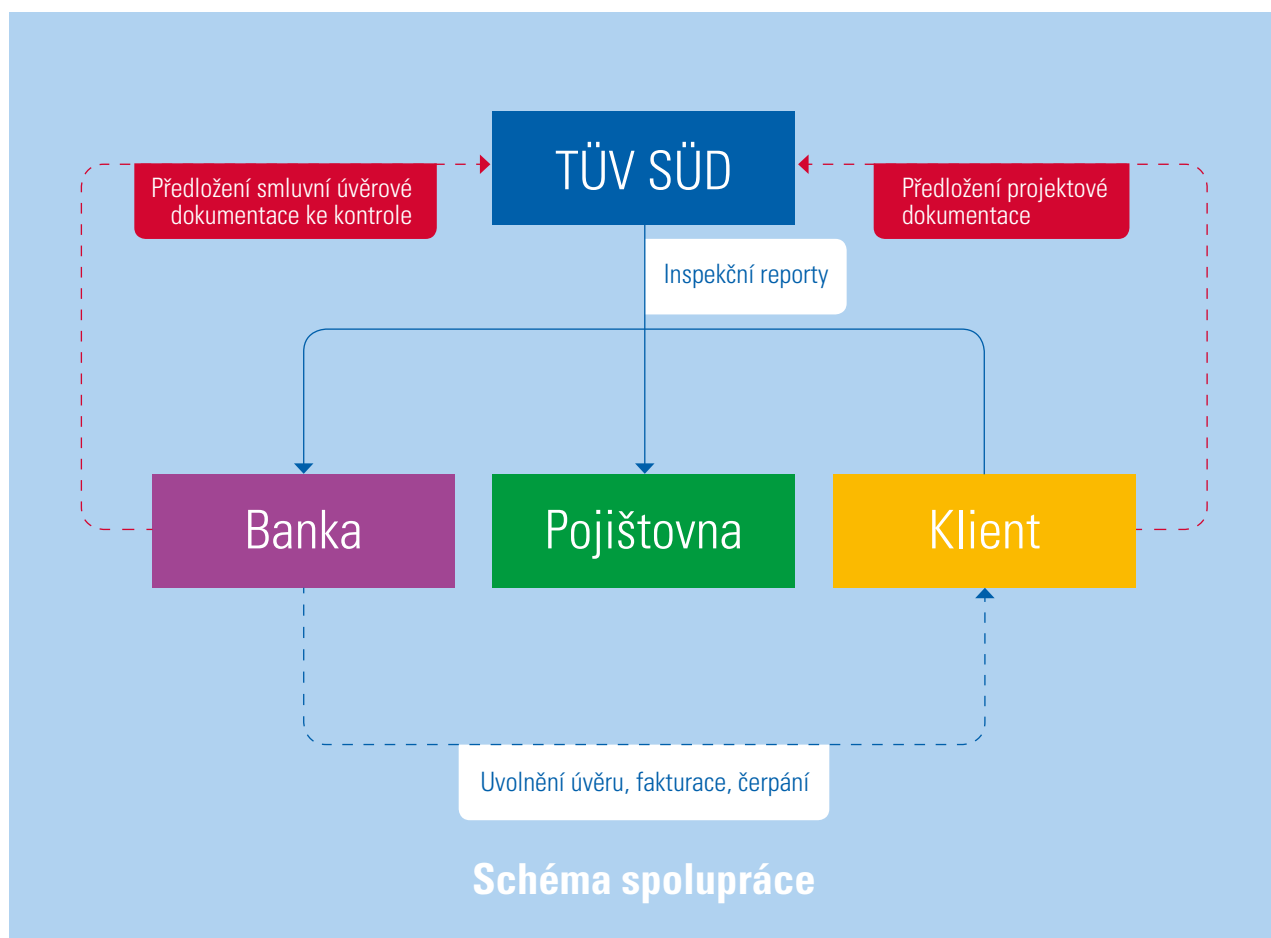 TÜV SÜD
Předložení smluvní úvěrové
dokumentace ke kontrole
Předložení projektové
dokumentace
Inspekční reporty
Banka
Pojištovna
Klient
Uvolnění úvěru, fakturace, čerpání
Schéma spolupráce